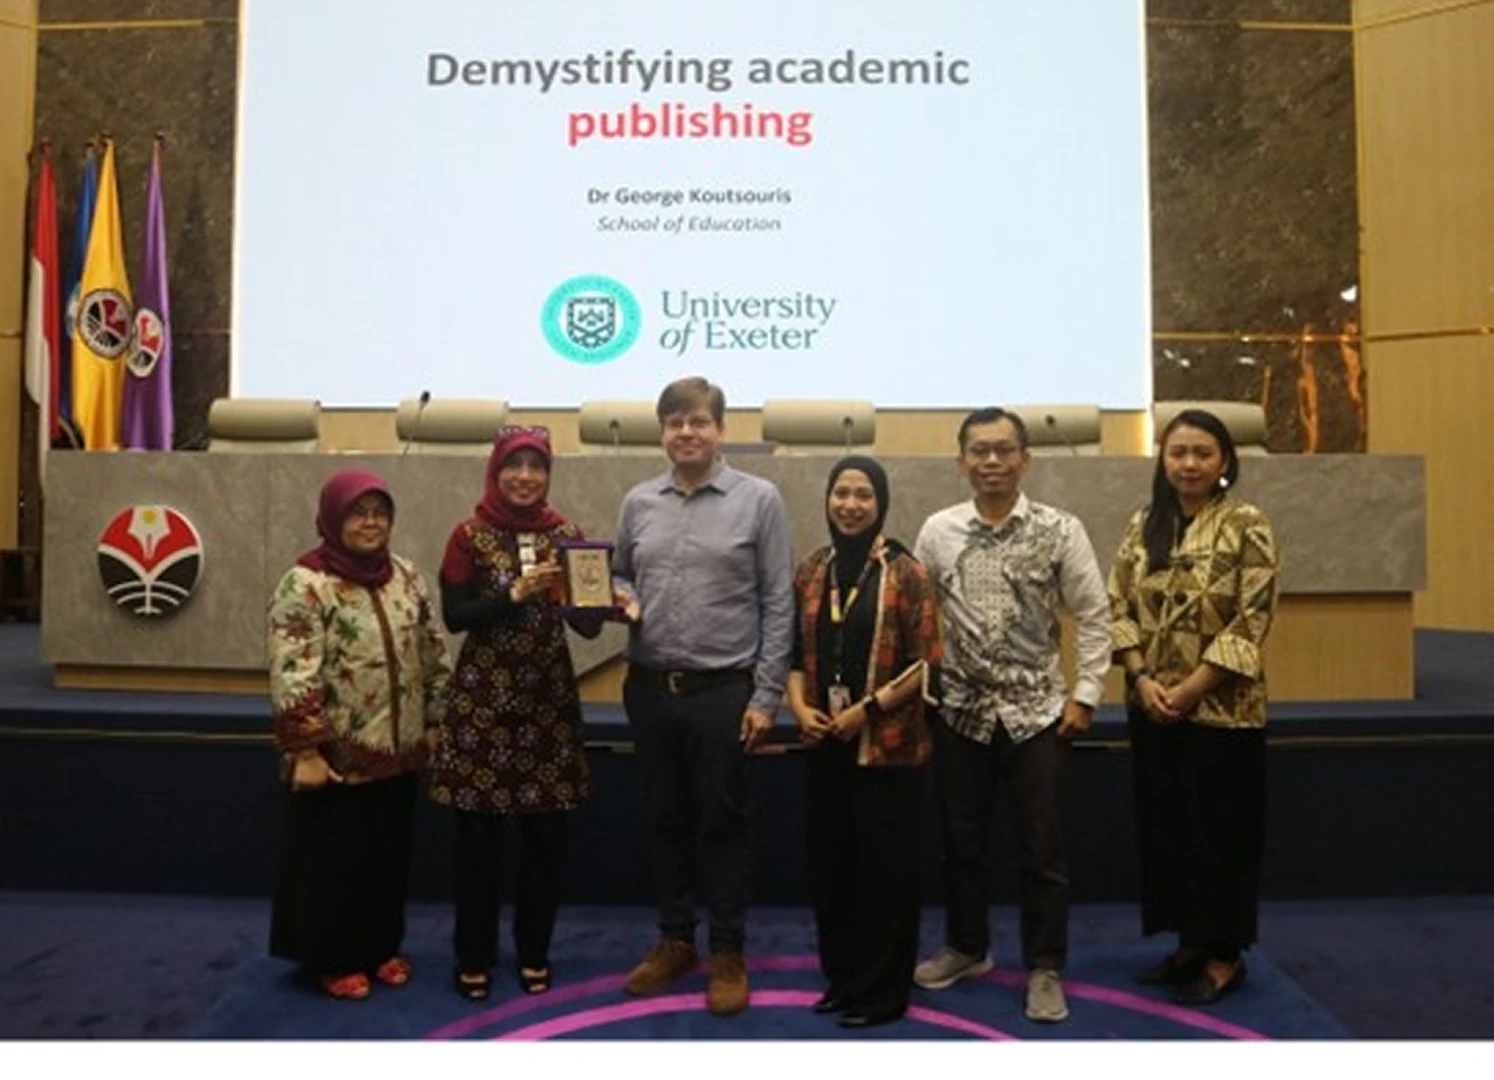 Demystifying academic
publishing
Dr George Koutsouris
School of Education
University
of Exeter